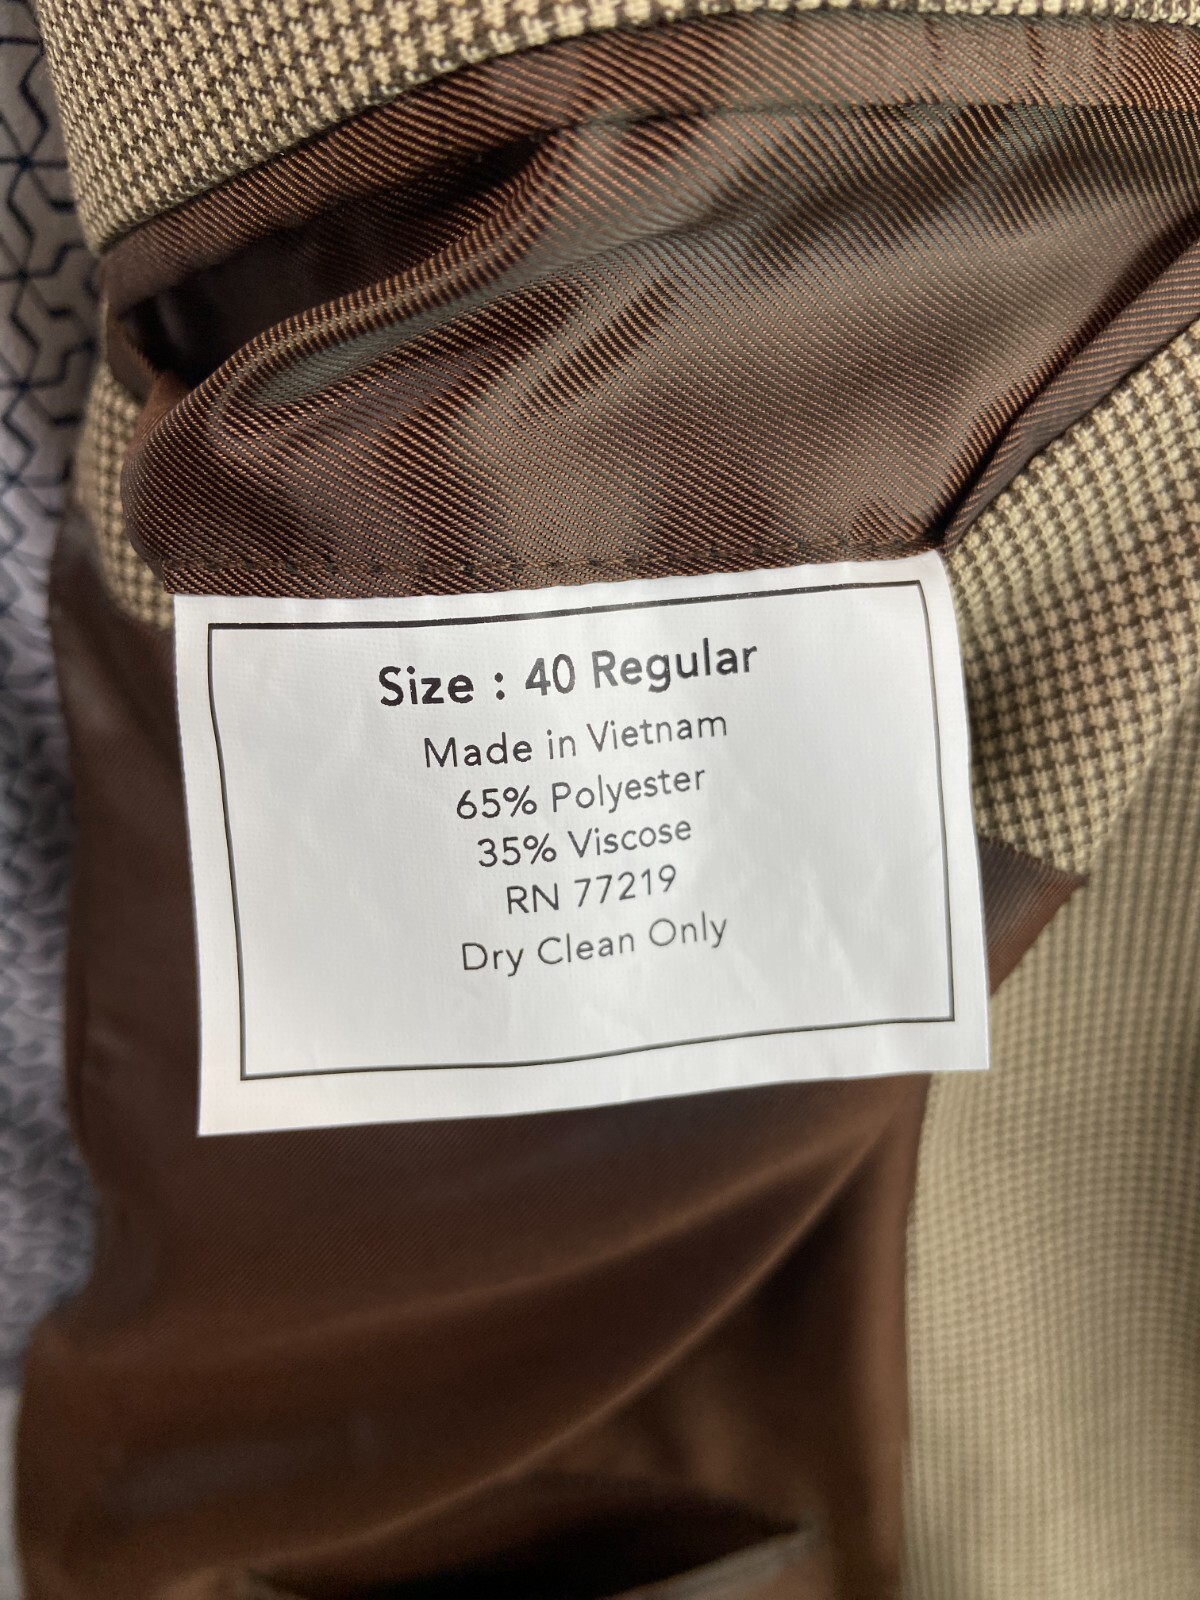 Size : 40 Regular
Made in Vietnam
65% Polyester
35% Viscose
RN 77219
Dry Clean Only